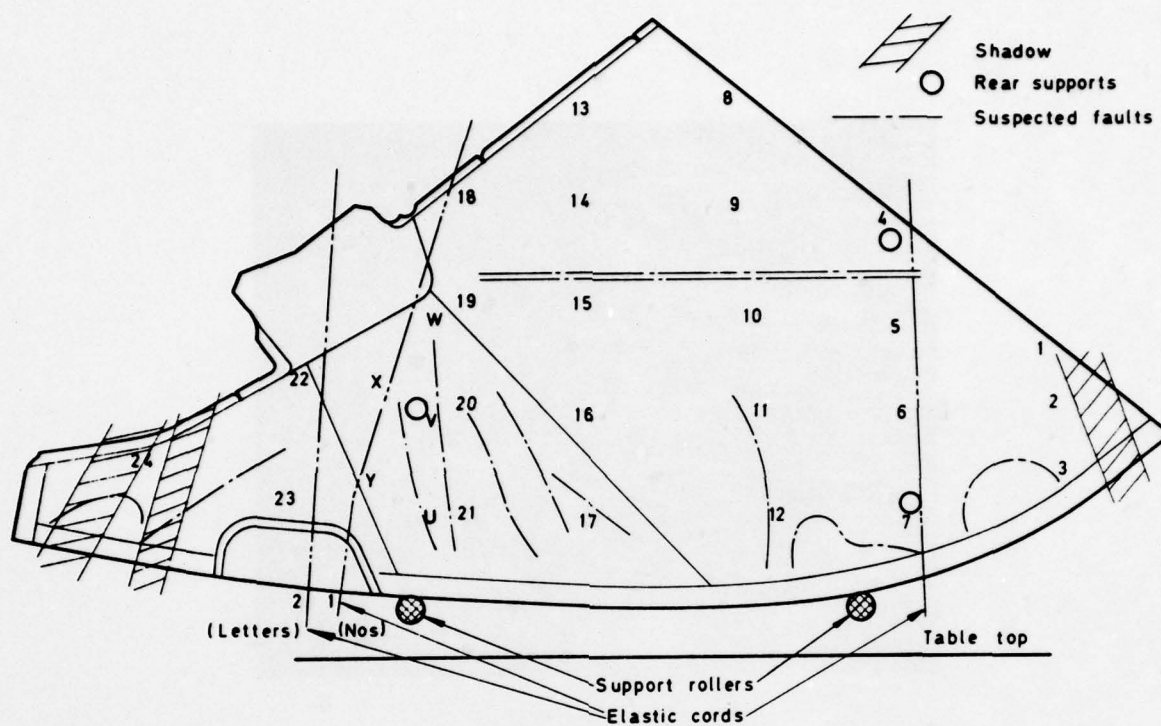 Shadow
Rear supports
Suspected faults
8
13
18
14
9
4
19
15
10
5
W
1
22
X
20
V
16
11
6
2
24
Y
3
23
U
21
17
12
7
2 1
(Letters) (Nos)
Table top
Support rollers
Elastic cords